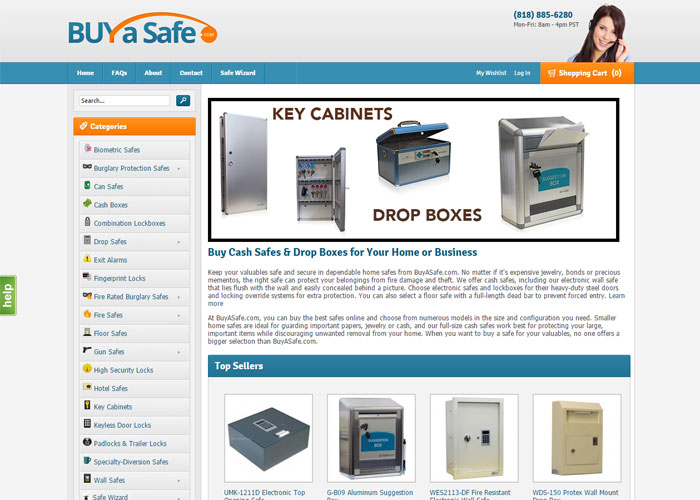 BUY a Safe .COM
(818) 885-6280
Mon-Fri: 8am - 4pm PST
Home FAQs About Contact Safe Wizard My Wishlist Log In Shopping Cart (0)
Search...
Categories
Biometric Safes
Burglary Protection Safes
Can Safes
Cash Boxes
Combination Lockboxes
Drop Safes
Exit Alarms
Fingerprint Locks
Fire Rated Burglary Safes
Fire Safes
Floor Safes
Gun Safes
High Security Locks
Hotel Safes
Key Cabinets
Keyless Door Locks
Padlocks & Trailer Locks
Specialty-Diversion Safes
Wall Safes
Safe Wizard
help
KEY CABINETS
DROP BOXES
SUGGESTION
BOX
Buy Cash Safes & Drop Boxes for Your Home or Business
Keep your valuables safe and secure in dependable home safes from BuyASafe.com. No matter if it's expensive jewelry, bonds or precious
mementos, the right safe can protect your belongings from fire damage and theft. We offer cash safes, including our electronic wall safe
that lies flush with the wall and easily concealed behind a picture. Choose electronic safes and lockboxes for their heavy-duty steel doors
and locking override systems for extra protection. You can also select a floor safe with a full-length dead bar to prevent forced entry. Learn
more
At BuyASafe.com, you can buy the best safes online and choose from numerous models in the size and configuration you need. Smaller
home safes are ideal for guarding important papers, jewelry or cash, and our full-size cash safes work best for protecting your large,
important items while discouraging unwanted removal from your home. When you want to buy a safe for your valuables, no one offers a
bigger selection than BuyASafe.com.
Top Sellers
SUGGESTION
BOX
UMK-1211D Electronic Top
Opening Safe
G-B09 Aluminum Suggestion
Box
WES2113-DF Fire Resistant
Electronic Wall Safe
WDS-150 Protex Wall Mount
Drop Box